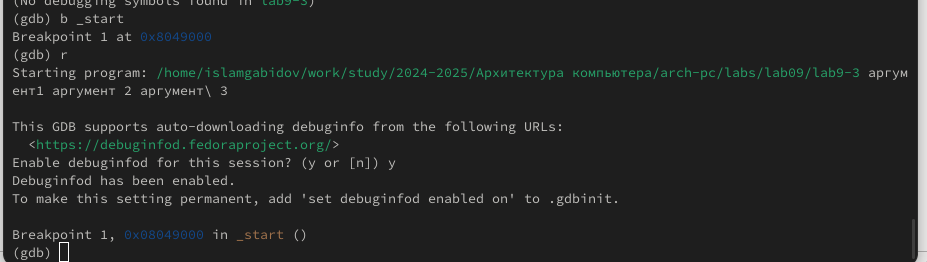 (No debugging symbols found in lab9-3)
(gdb) b _start
Breakpoint 1 at 0x8049000
(gdb) r
Starting program: /home/islamgabidov/work/study/2024-2025/Архитектура компьютера/arch-pc/labs/lab09/lab9-3 аргум
ент1 аргумент 2 аргумент\ 3
This GDB supports auto-downloading debuginfo from the following URLs:
<https://debuginfod.fedoraproject.org/>
Enable debuginfod for this session? (y or [n]) y
Debuginfod has been enabled.
To make this setting permanent, add 'set debuginfod enabled on' to .gdbinit.
Breakpoint 1, 0x08049000 in _start ()
(gdb)